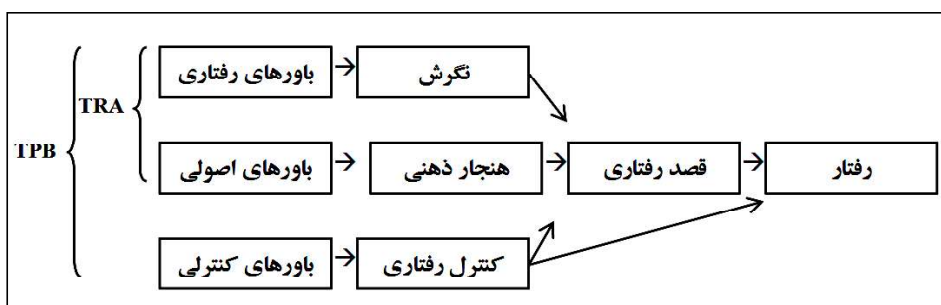 باورهای رفتاری
نگرش
TRA
TPB
باورهای اصولی
هنجار ذهنی
قصد رفتاری
رفتار
باورهای کنترلی
کنترل رفتاری